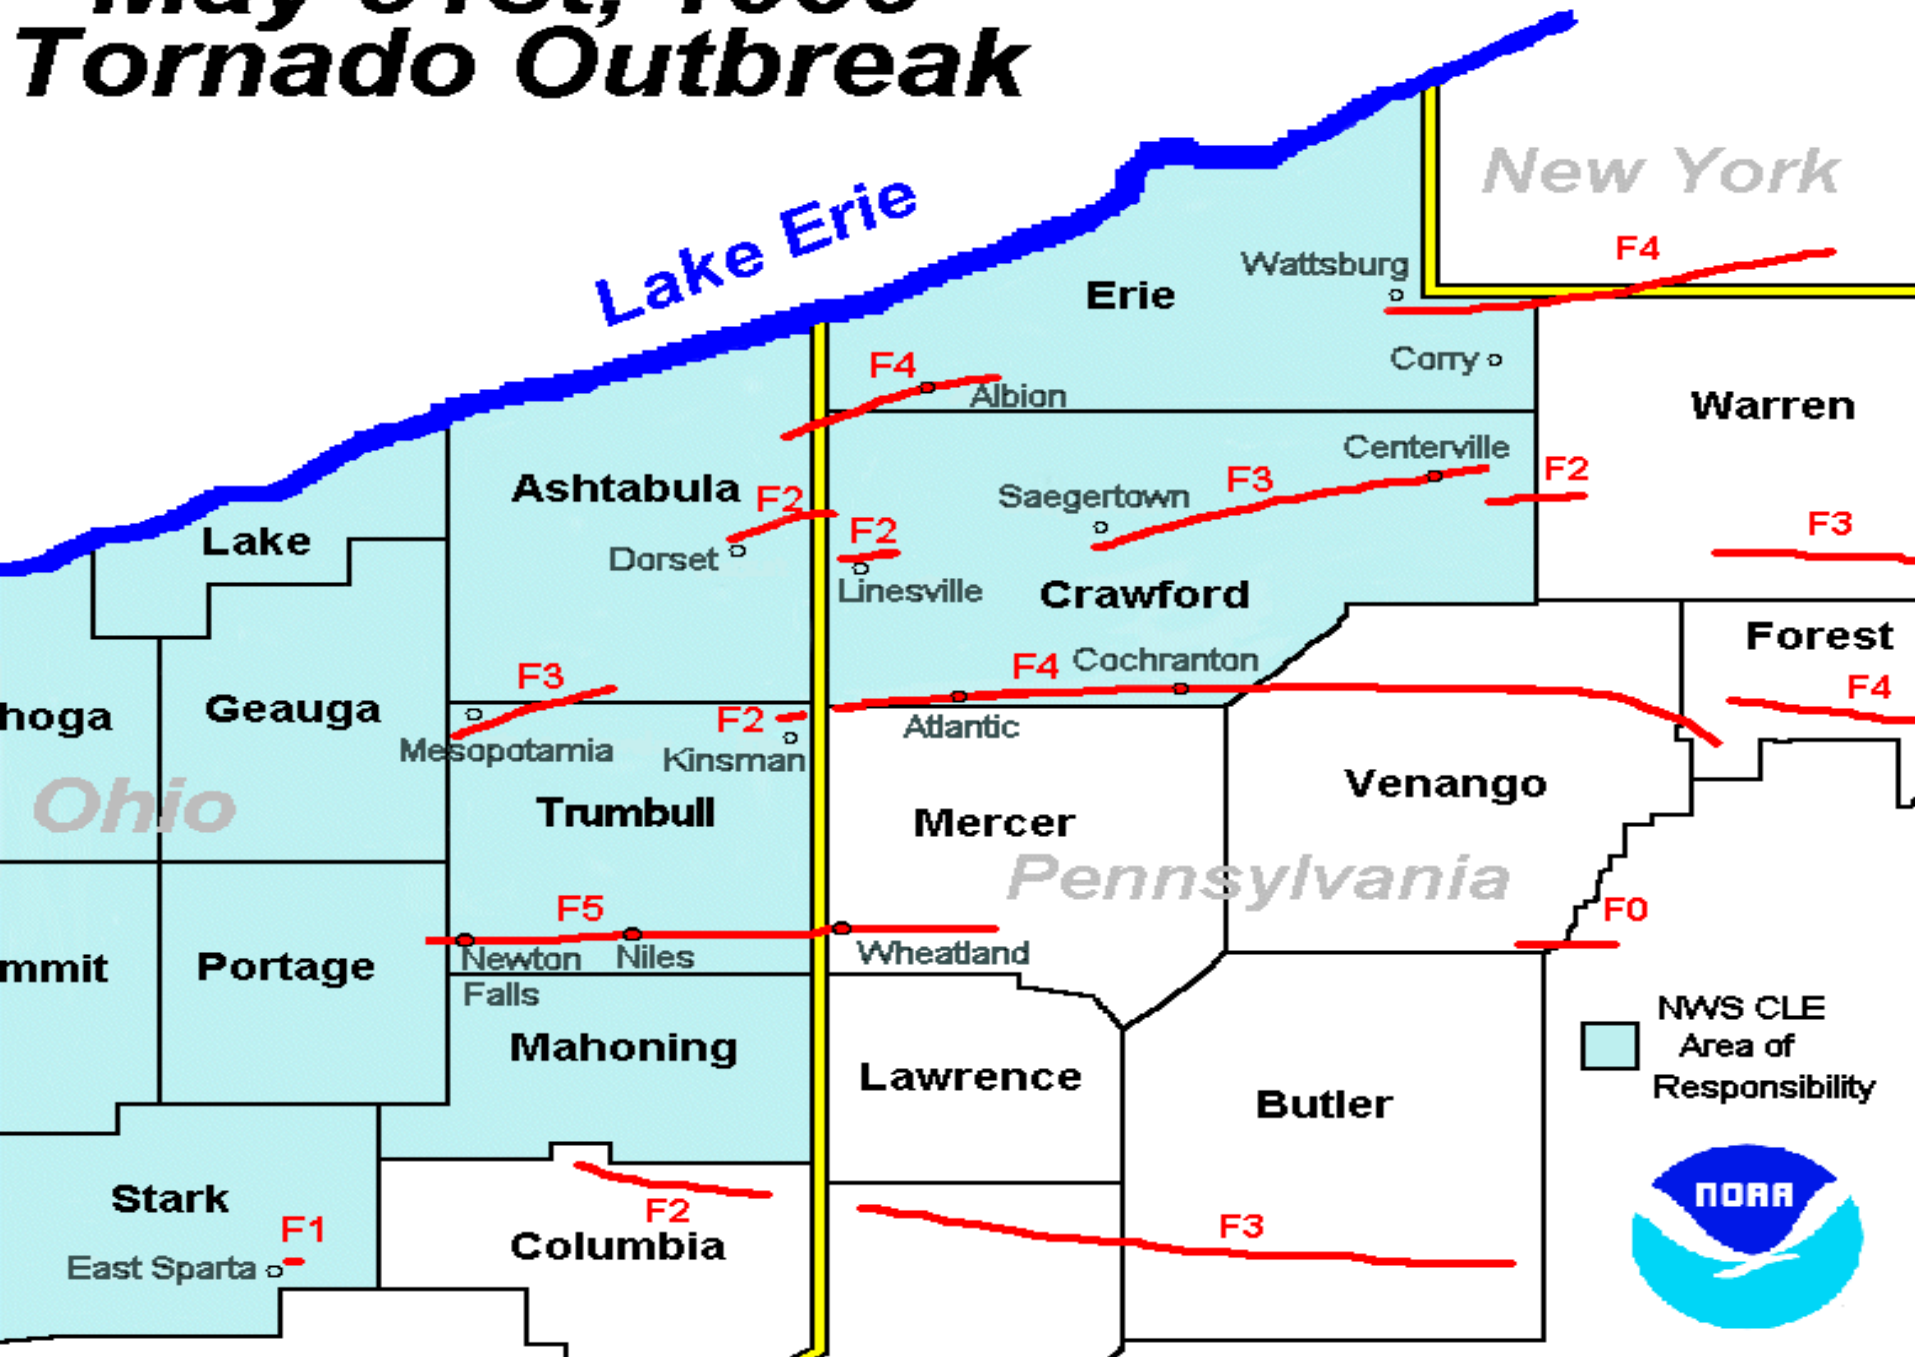 Tornado Outbreak
New York
Lake Erie
Wattsburg
F4
Erie
Corry
F4
Albion
Warren
Centerville
Ashtabula
F2
Saegertown
F3
F2
F2
F3
Lake
Dorset
Linesville
Crawford
Forest
F3
F4
Cochranton
F4
hoga
Geauga
F2
Atlantic
Mesopotamia
Kinsman
Ohio
Trumbull
Mercer
Venango
Pennsylvania
F5
F0
mmit
Portage
Newton
Falls
Niles
Wheatland
NWS CLE
Area of
Responsibility
Mahoning
Lawrence
Butler
Stark
F1
East Sparta
F2
Columbia
F3
NOAA